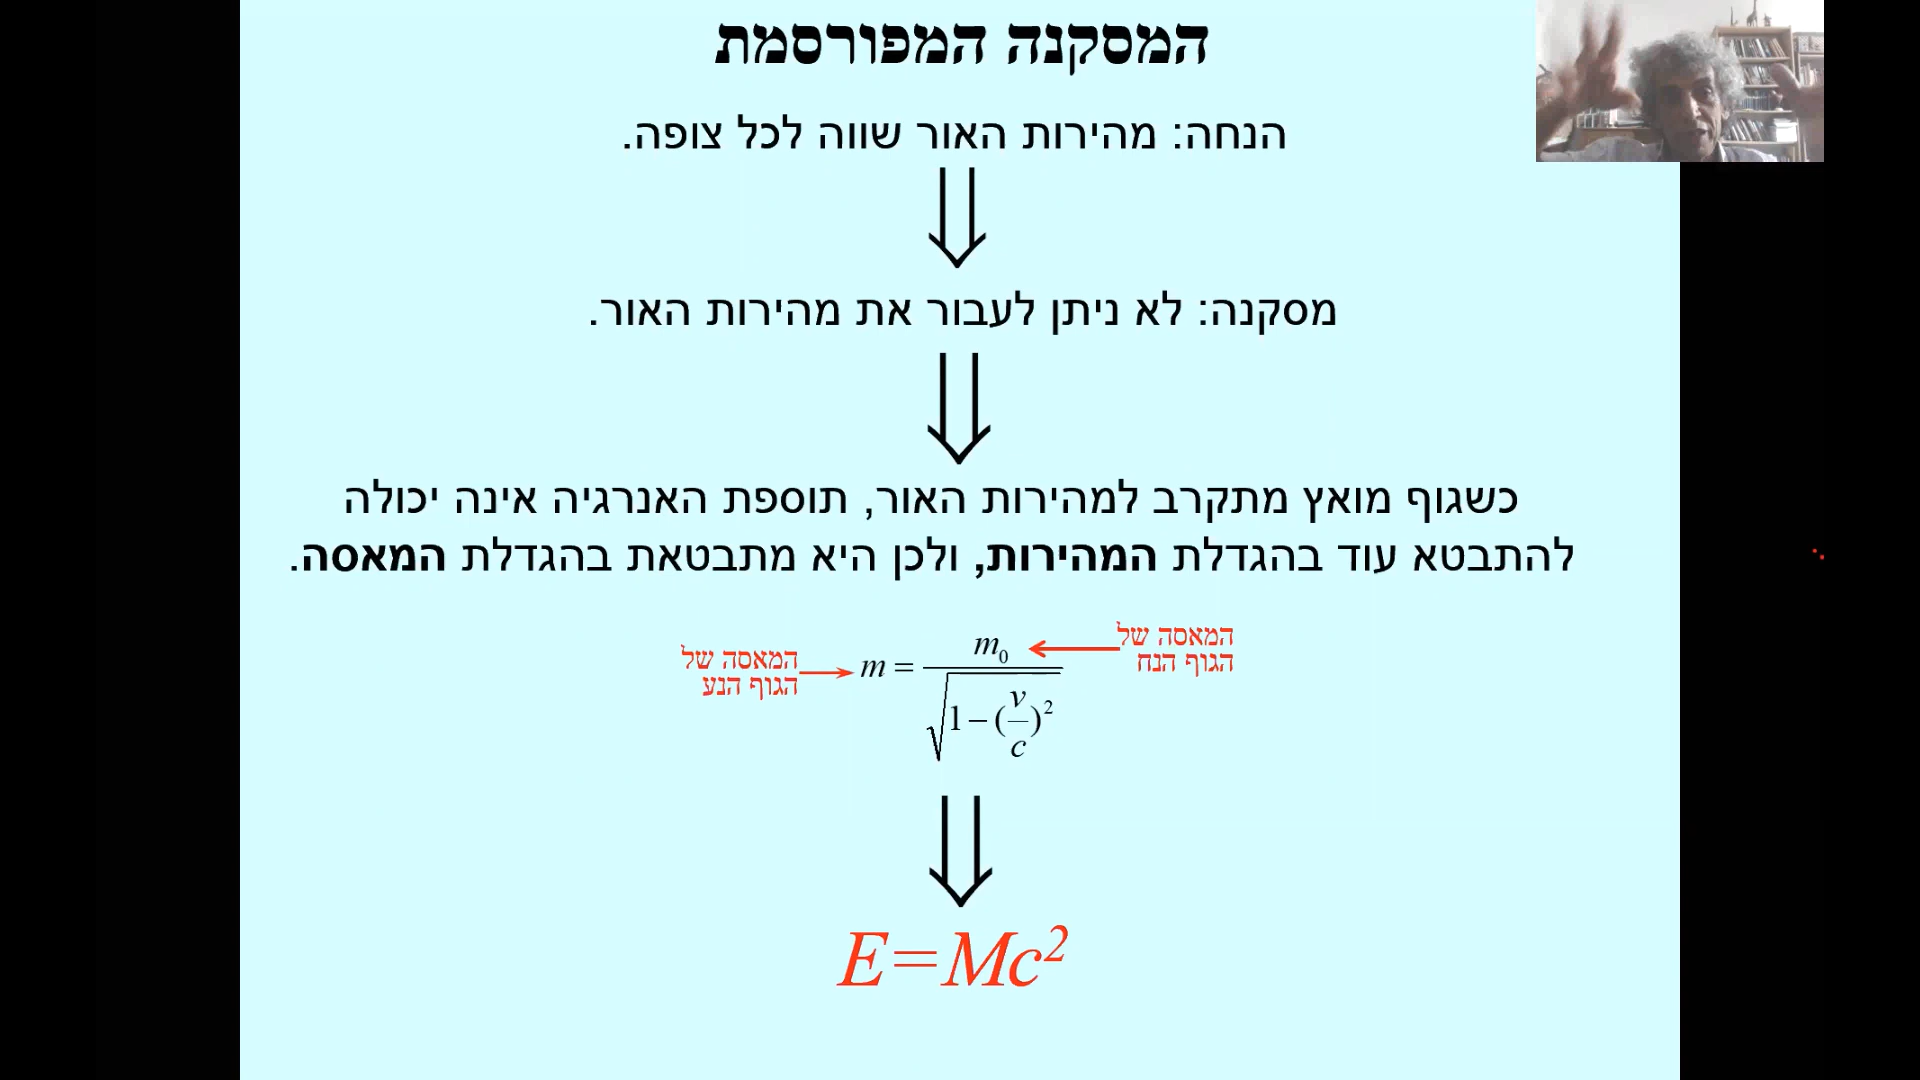 המסקנה המפורסמת
הנחה: מהירות האור שווה לכל צופה.
מסקנה: לא ניתן לעבור את מהירות האור.
כשגוף מואץ מתקרב למהירות האור, תוספת האנרגיה אינה יכולה
להתבטא עוד בהגדלת המהירות, ולכן היא מתבטאת בהגדלת המאסה.
המאסה של
הגוף הנח
m = m₀ / √(1 – (v/c)²)
המאסה של
הגוף הנע
E=Mc²